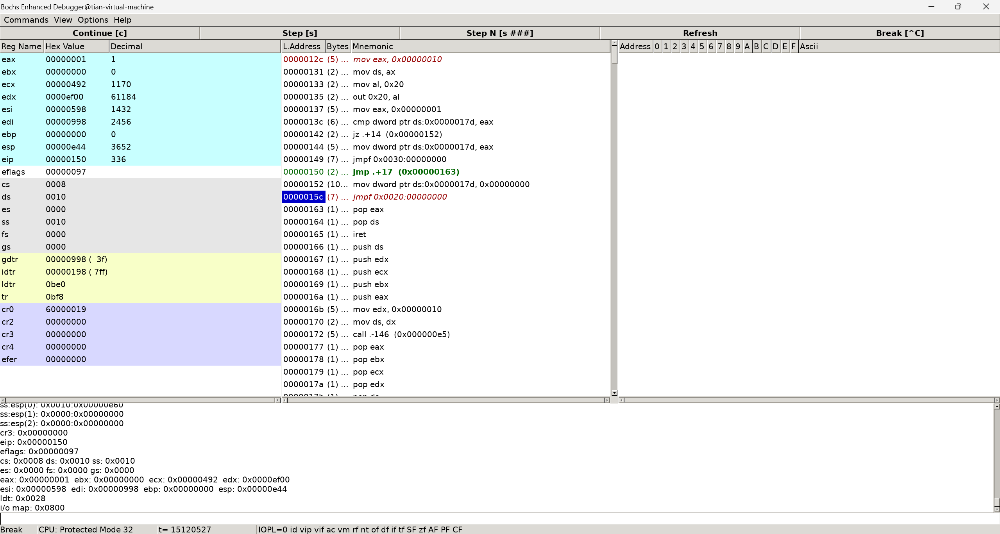 Bochs Enhanced Debugger@tian-virtual-machine
Commands View Options Help
Continue [c] Step [s] Step N [s ###] Refresh Break [^C]
Reg Name Hex Value Decimal
eax 00000001 1
ebx 00000000 0
ecx 00000492 1170
edx 0000ef00 61184
esi 00000598 1432
edi 00000998 2456
ebp 00000000 0
esp 00000e44 3652
eip 00000150 336
eflags 00000097
cs 0008
ds 0010
es 0000
ss 0010
fs 0000
gs 0000
gdtr 00000998 ( 3f)
idtr 00000198 ( 7ff)
ldtr 0be0
tr 0bf8
cr0 60000019
cr2 00000000
cr3 00000000
cr4 00000000
efer 00000000
L.Address Bytes Mnemonic
0000012c (5) ... mov eax, 0x00000010
00000131 (2) ... mov ds, ax
00000133 (2) ... mov al, 0x20
00000135 (2) ... out 0x20, al
00000137 (5) ... mov eax, 0x00000001
0000013c (6) ... cmp dword ptr ds:0x0000017d, eax
00000142 (2) ... jz .+14 (0x00000152)
00000144 (5) ... mov dword ptr ds:0x0000017d, eax
00000149 (7) ... jmpf 0x0030:00000000
00000150 (2) ... jmp .+17 (0x00000163)
00000152 (10... mov dword ptr ds:0x0000017d, 0x00000000
0000015c (7) ... jmpf 0x0020:00000000
00000163 (1) ... pop eax
00000164 (1) ... pop ds
00000165 (1) ... iret
00000166 (1) ... push ds
00000167 (1) ... push edx
00000168 (1) ... push ecx
00000169 (1) ... push ebx
0000016a (1) ... push eax
0000016b (5) ... mov edx, 0x00000010
00000170 (2) ... mov ds, dx
00000172 (5) ... call .-146 (0x000000e5)
00000177 (1) ... pop eax
00000178 (1) ... pop ebx
00000179 (1) ... pop ecx
0000017a (1) ... pop edx
0000017b (1) ... pop ds
Address 0 1 2 3 4 5 6 7 8 9 A B C D E F Ascii
ss:esp(0): 0x0010:0x00000e60
ss:esp(1): 0x0000:0x00000000
ss:esp(2): 0x0000:0x00000000
cr3: 0x00000000
eip: 0x00000150
eflags: 0x00000097
cs: 0x0008 ds: 0x0010 ss: 0x0010
es: 0x0000 fs: 0x0000 gs: 0x0000
eax: 0x00000001 ebx: 0x00000000 ecx: 0x00000492 edx: 0x0000ef00
esi: 0x00000598 edi: 0x00000998 ebp: 0x00000000 esp: 0x00000e44
ldt: 0x0028
i/o map: 0x0800
Break CPU: Protected Mode 32 t= 15120527 IOPL=0 id vip vif ac vm rf nt of df if tf SF zf AF PF CF